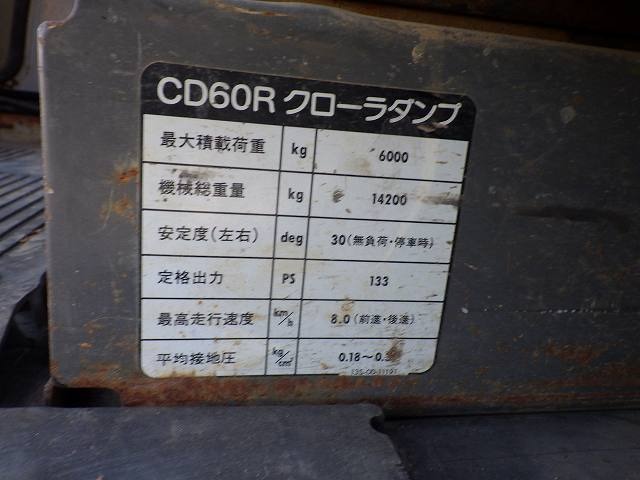 CD60R クローラダンプ
最大積載荷重 kg 6000
機械総重量 kg 14200
安定度(左右) deg 30(無負荷・停車時)
定格出力 PS 133
最高走行速度 km/h 8.0(前進・後進)
平均接地圧 kg/cm² 0.18〜0.